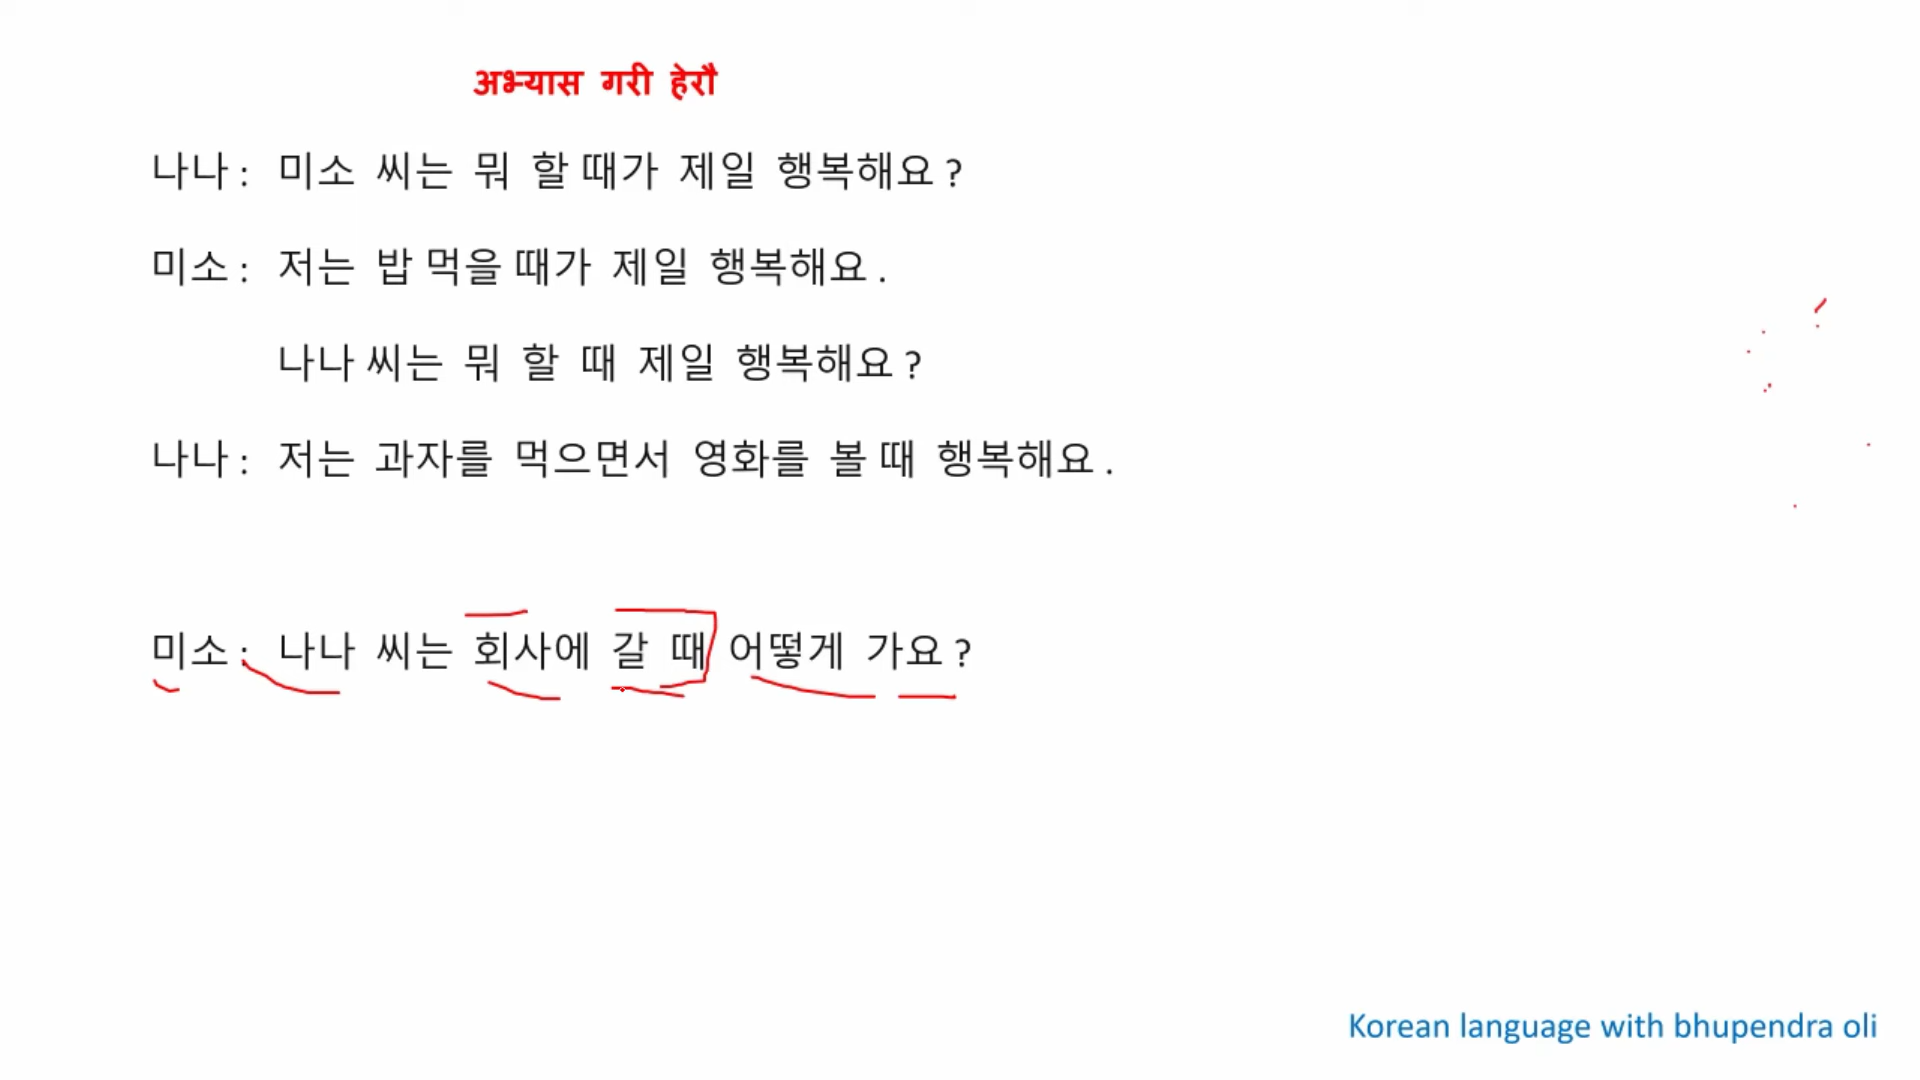 अभ्यास गरी हेरौ
나나 : 미소 씨는 뭐 할 때가 제일 행복해요 ?
미소 : 저는 밥 먹을 때가 제일 행복해요 .
나나 씨는 뭐 할 때 제일 행복해요 ?
나나 : 저는 과자를 먹으면서 영화를 볼 때 행복해요 .
미소 : 나나 씨는 회사에 갈 때 어떻게 가요 ?
Korean language with bhupendra oli